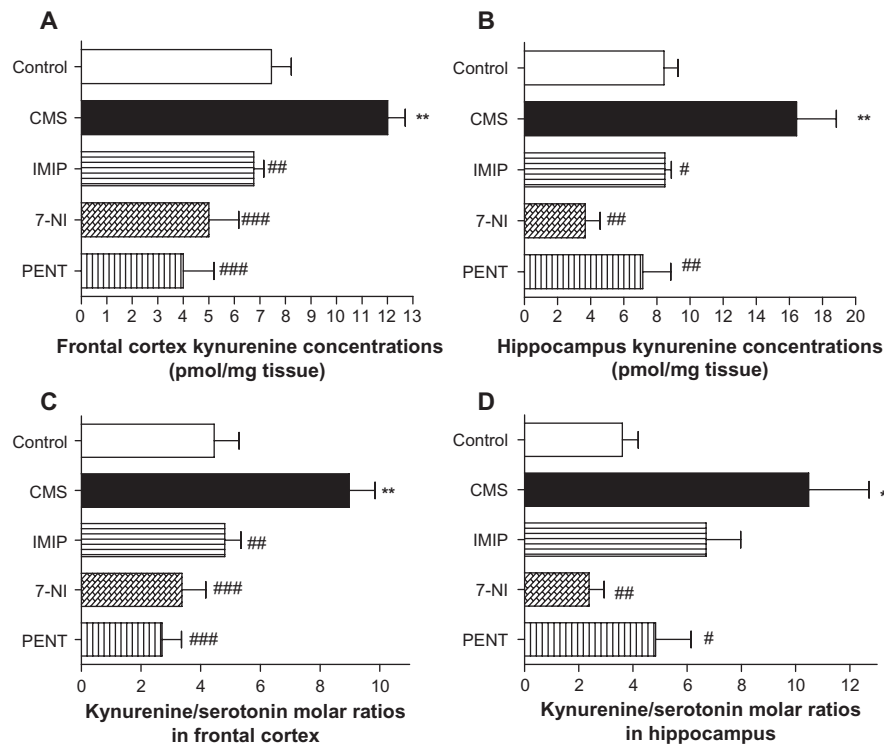 A
Control
CMS **
IMIP ##
7-NI ###
PENT ###
0 1 2 3 4 5 6 7 8 9 10 11 12 13
Frontal cortex kynurenine concentrations
(pmol/mg tissue)
B
Control
CMS **
IMIP #
7-NI ##
PENT ##
0 2 4 6 8 10 12 14 16 18 20
Hippocampus kynurenine concentrations
(pmol/mg tissue)
C
Control
CMS **
IMIP ##
7-NI ###
PENT ###
0 2 4 6 8 10
Kynurenine/serotonin molar ratios
in frontal cortex
D
Control
CMS *
IMIP
7-NI ##
PENT #
0 2 4 6 8 10 12
Kynurenine/serotonin molar ratios
in hippocampus